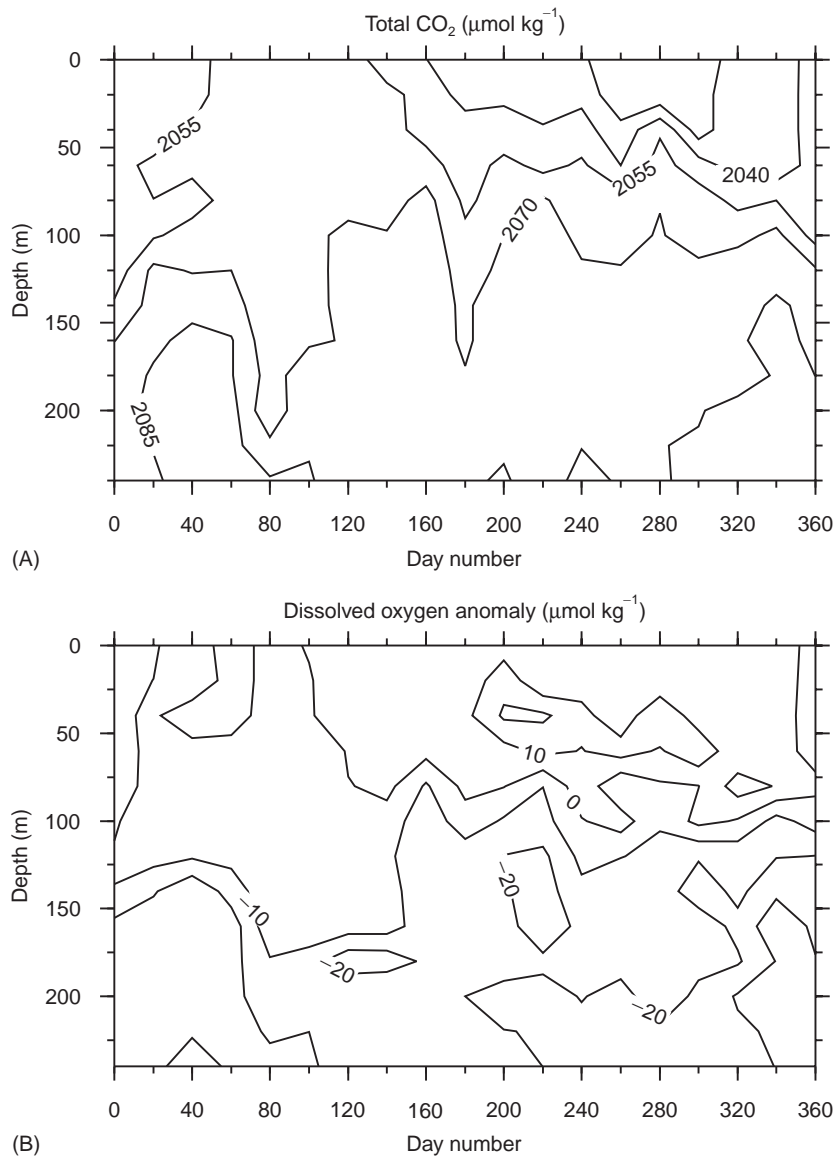 Total CO₂ (μmol kg⁻¹)
0
50
100
150
200
Depth (m)
2055
2085
2070
2055
2040
0 40 80 120 160 200 240 280 320 360
Day number
(A)
Dissolved oxygen anomaly (μmol kg⁻¹)
0
50
100
150
200
Depth (m)
10
0
−10
−20
−20
−20
0 40 80 120 160 200 240 280 320 360
Day number
(B)